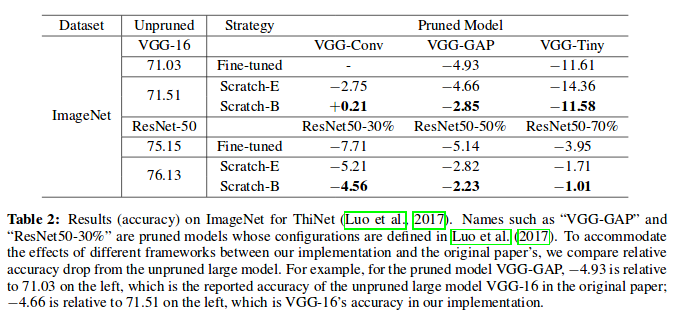 Dataset Unpruned Strategy Pruned Model
VGG-16 VGG-Conv VGG-GAP VGG-Tiny
71.03 Fine-tuned - −4.93 −11.61
71.51 Scratch-E −2.75 −4.66 −14.36
Scratch-B +0.21 −2.85 −11.58
ImageNet
ResNet-50 ResNet50-30% ResNet50-50% ResNet50-70%
75.15 Fine-tuned −7.71 −5.14 −3.95
76.13 Scratch-E −5.21 −2.82 −1.71
Scratch-B −4.56 −2.23 −1.01
Table 2: Results (accuracy) on ImageNet for ThiNet (Luo et al., 2017). Names such as “VGG-GAP” and
“ResNet50-30%” are pruned models whose configurations are defined in Luo et al. (2017). To accommodate
the effects of different frameworks between our implementation and the original paper’s, we compare relative
accuracy drop from the unpruned large model. For example, for the pruned model VGG-GAP, −4.93 is relative
to 71.03 on the left, which is the reported accuracy of the unpruned large model VGG-16 in the original paper;
−4.66 is relative to 71.51 on the left, which is VGG-16’s accuracy in our implementation.